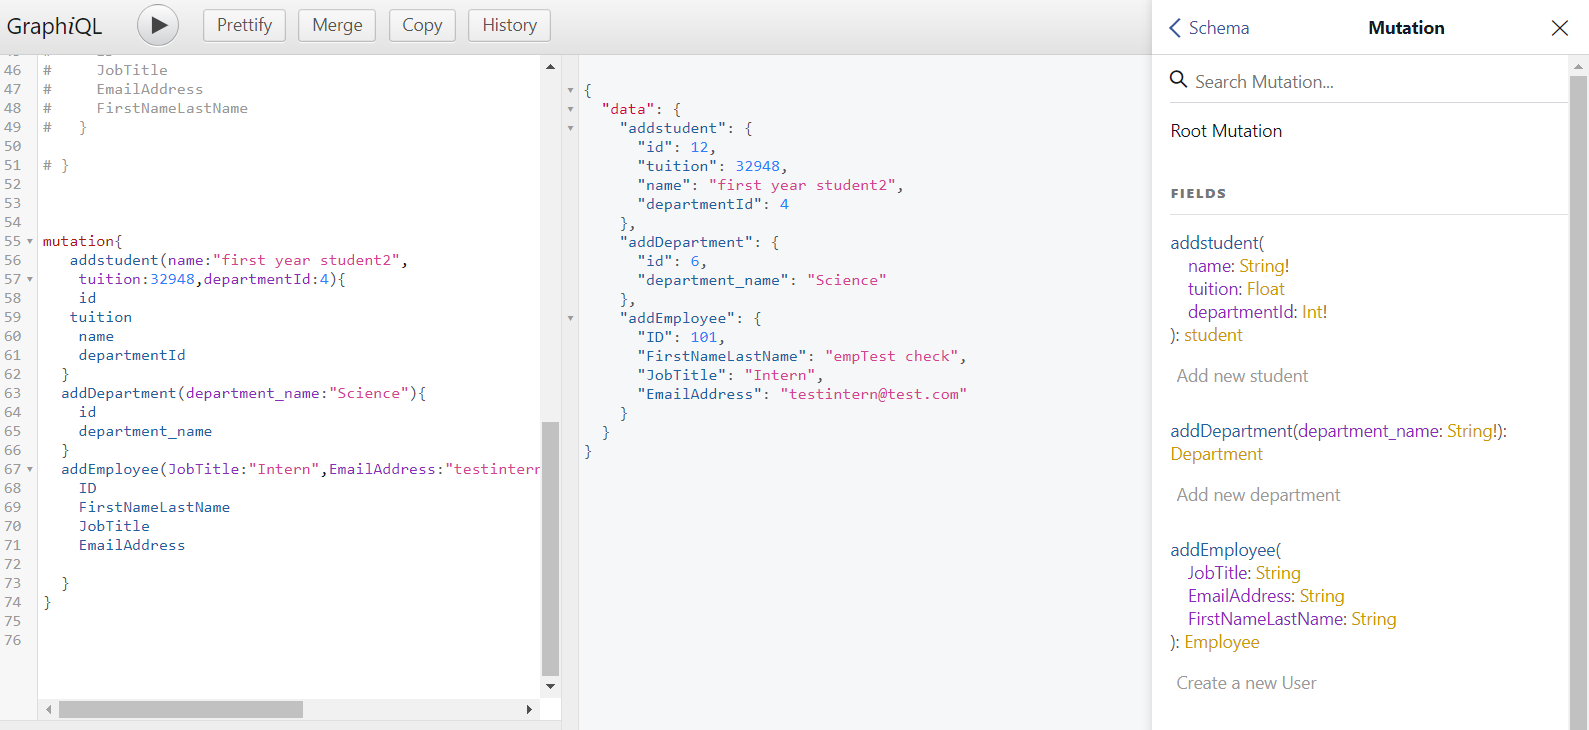 GraphiQL Prettify Merge Copy History
46 # JobTitle
47 # EmailAddress
48 # FirstNameLastName
49 # }
50
51 # }
52
53
54
55 mutation{
56 addstudent(name:"first year student2",
57 tuition:32948,departmentId:4){
58 id
59 tuition
60 name
61 departmentId
62 }
63 addDepartment(department_name:"Science"){
64 id
65 department_name
66 }
67 addEmployee(JobTitle:"Intern",EmailAddress:"testintern
68 ID
69 FirstNameLastName
70 JobTitle
71 EmailAddress
72
73 }
74 }
75
76
{
"data": {
"addstudent": {
"id": 12,
"tuition": 32948,
"name": "first year student2",
"departmentId": 4
},
"addDepartment": {
"id": 6,
"department_name": "Science"
},
"addEmployee": {
"ID": 101,
"FirstNameLastName": "empTest check",
"JobTitle": "Intern",
"EmailAddress": "testintern@test.com"
}
}
}
Schema Mutation
Search Mutation...
Root Mutation
FIELDS
addstudent(
name: String!
tuition: Float
departmentId: Int!
): student
Add new student
addDepartment(department_name: String!):
Department
Add new department
addEmployee(
JobTitle: String
EmailAddress: String
FirstNameLastName: String
): Employee
Create a new User